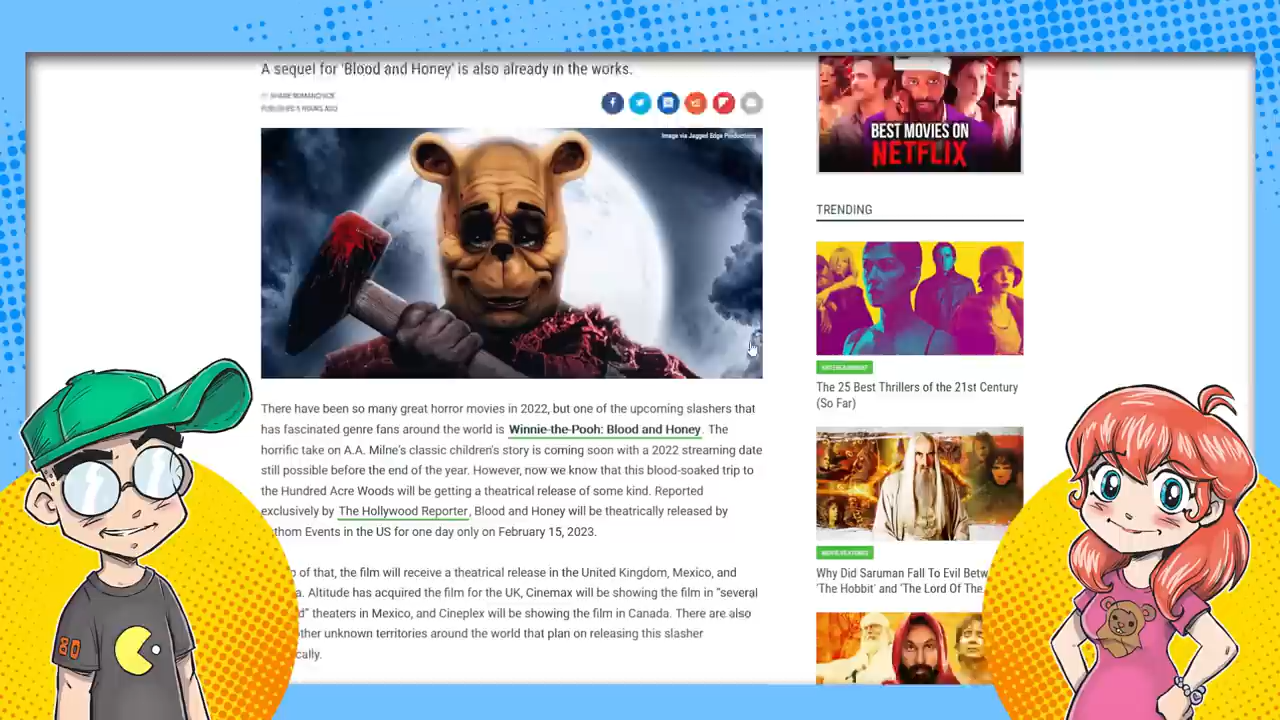 A sequel for 'Blood and Honey' is also already in the works.
BY SHANE ROMANCHICK
PUBLISHED 5 HOURS AGO
Image via Jagged Edge Productions
There have been so many great horror movies in 2022, but one of the upcoming slashers that
has fascinated genre fans around the world is Winnie-the-Pooh: Blood and Honey. The
horrific take on A.A. Milne's classic children's story is coming soon with a 2022 streaming date
still possible before the end of the year. However, now we know that this blood-soaked trip to
the Hundred Acre Woods will be getting a theatrical release of some kind. Reported
exclusively by The Hollywood Reporter, Blood and Honey will be theatrically released by
thom Events in the US for one day only on February 15, 2023.
p of that, the film will receive a theatrical release in the United Kingdom, Mexico, and
a. Altitude has acquired the film for the UK, Cinemax will be showing the film in "several
d" theaters in Mexico, and Cineplex will be showing the film in Canada. There are also
ther unknown territories around the world that plan on releasing this slasher
cally.
BEST MOVIES ON
NETFLIX
TRENDING
The 25 Best Thrillers of the 21st Century
(So Far)
MOVIE FEATURES
Why Did Saruman Fall To Evil Betw
'The Hobbit' and 'The Lord Of The
80